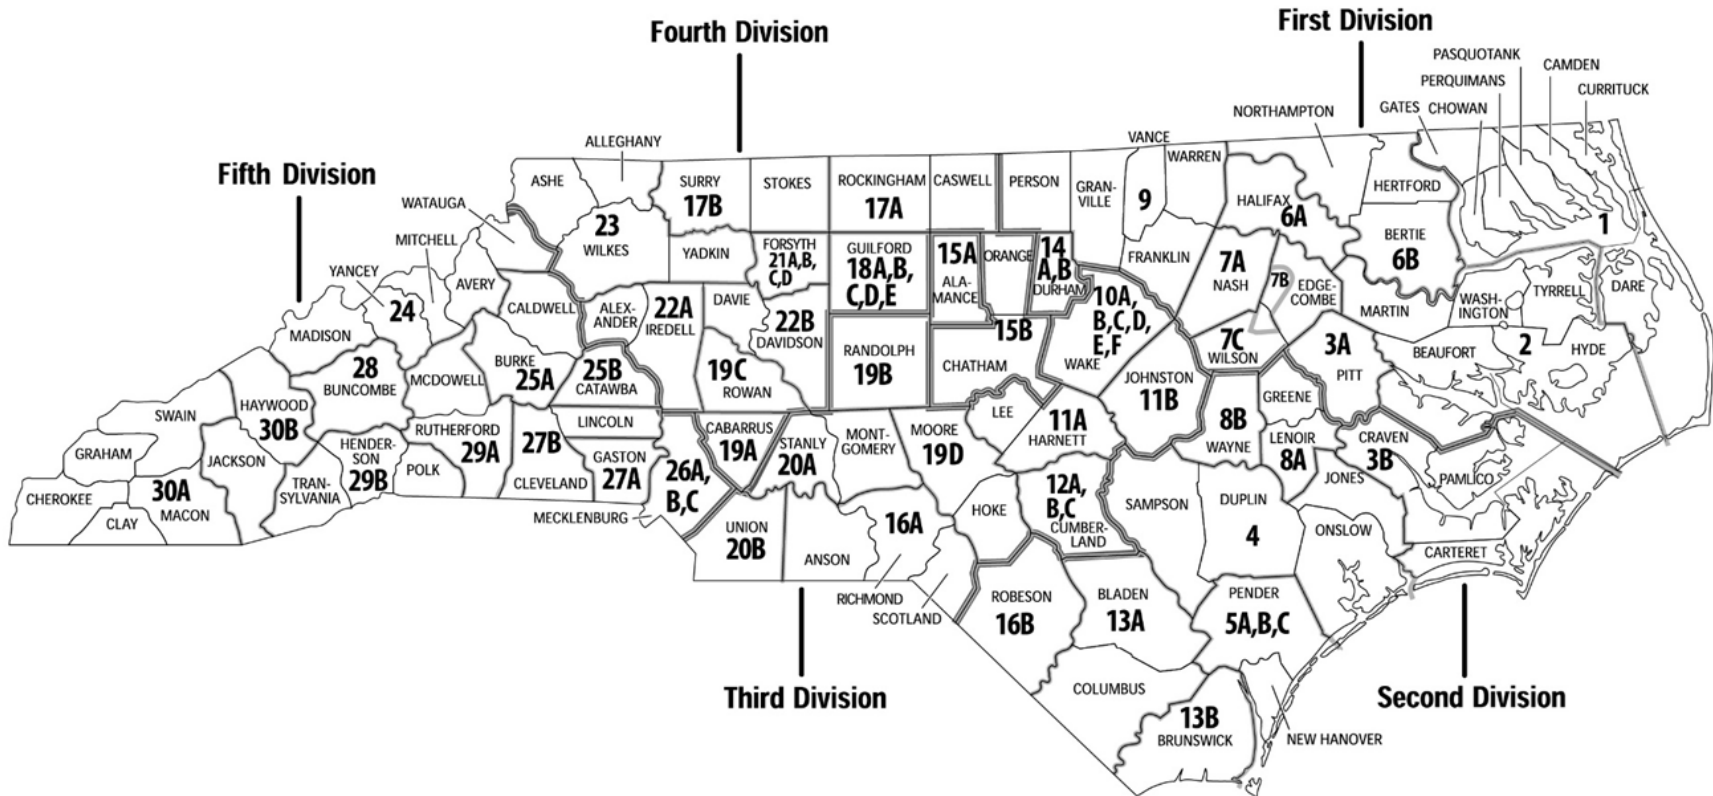 First Division
Fourth Division
PASQUOTANK
CAMDEN
PERQUIMANS
CURRITUCK
NORTHAMPTON
GATES
CHOWAN
VANCE
ALLEGHANY
WARREN
Fifth Division
ASHE
SURRY
17B
STOKES
ROCKINGHAM
17A
CASWELL
PERSON
GRAN-
VILLE
9
HALIFAX
6A
HERTFORD
1
WATAUGA
23
WILKES
YADKIN
FORSYTH
21A,B,
C,D
GUILFORD
18A,B,
C,D,E
15A
ALA-
MANCE
ORANGE
14
A,B
DURHAM
FRANKLIN
7A
NASH
7B
EDGE-
COMBE
BERTIE
6B
MITCHELL
YANCEY
24
AVERY
CALDWELL
ALEX-
ANDER
22A
IREDELL
DAVIE
22B
DAVIDSON
15B
CHATHAM
10A,
B,C,D,
E,F
WAKE
7C
WILSON
MARTIN
WASH-
INGTON
TYRRELL
DARE
MADISON
28
BUNCOMBE
MCDOWELL
BURKE
25A
25B
CATAWBA
19C
ROWAN
RANDOLPH
19B
JOHNSTON
11B
3A
PITT
BEAUFORT
2
HYDE
SWAIN
HAYWOOD
30B
RUTHERFORD
29A
27B
CLEVELAND
LINCOLN
CABARRUS
19A
STANLY
20A
MONT-
GOMERY
MOORE
19D
LEE
11A
HARNETT
8B
WAYNE
GREENE
GRAHAM
JACKSON
HENDER-
SON
29B
POLK
GASTON
27A
26A,
B,C
LENOIR
8A
CRAVEN
3B
CHEROKEE
30A
MACON
CLAY
TRAN-
SYLVANIA
MECKLENBURG
UNION
20B
ANSON
16A
HOKE
12A,
B,C
CUMBER-
LAND
SAMPSON
DUPLIN
4
JONES
PAMLICO
ONSLOW
CARTERET
RICHMOND
SCOTLAND
ROBESON
16B
BLADEN
13A
PENDER
5A,B,C
Third Division
COLUMBUS
Second Division
13B
BRUNSWICK
NEW HANOVER